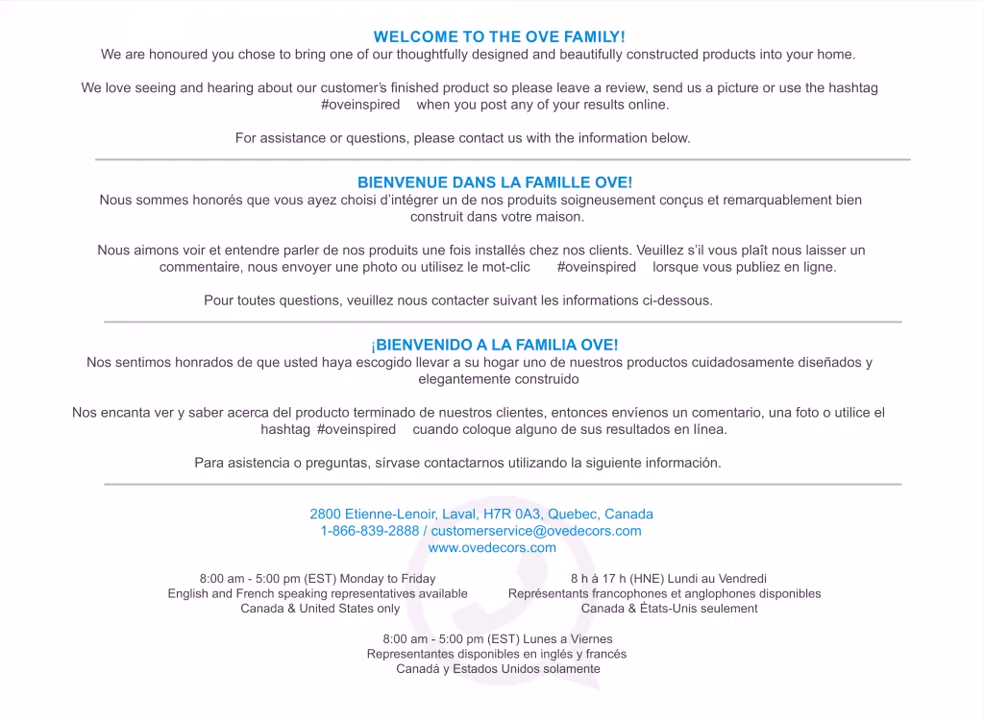 WELCOME TO THE OVE FAMILY!
We are honoured you chose to bring one of our thoughtfully designed and beautifully constructed products into your home.
We love seeing and hearing about our customer's finished product so please leave a review, send us a picture or use the hashtag
#oveinspired when you post any of your results online.
For assistance or questions, please contact us with the information below.
BIENVENUE DANS LA FAMILLE OVE!
Nous sommes honorés que vous ayez choisi d'intégrer un de nos produits soigneusement conçus et remarquablement bien
construit dans votre maison.
Nous aimons voir et entendre parler de nos produits une fois installés chez nos clients. Veuillez s'il vous plaît nous laisser un
commentaire, nous envoyer une photo ou utilisez le mot-clic #oveinspired lorsque vous publiez en ligne.
Pour toutes questions, veuillez nous contacter suivant les informations ci-dessous.
¡BIENVENIDO A LA FAMILIA OVE!
Nos sentimos honrados de que usted haya escogido llevar a su hogar uno de nuestros productos cuidadosamente diseñados y
elegantemente construido
Nos encanta ver y saber acerca del producto terminado de nuestros clientes, entonces envíenos un comentario, una foto o utilice el
hashtag #oveinspired cuando coloque alguno de sus resultados en línea.
Para asistencia o preguntas, sírvase contactarnos utilizando la siguiente información.
2800 Etienne-Lenoir, Laval, H7R 0A3, Quebec, Canada
1-866-839-2888 / customerservice@ovedecors.com
www.ovedecors.com
8:00 am - 5:00 pm (EST) Monday to Friday
English and French speaking representatives available
Canada & United States only
8 h à 17 h (HNE) Lundi au Vendredi
Représentants francophones et anglophones disponibles
Canada & États-Unis seulement
8:00 am - 5:00 pm (EST) Lunes a Viernes
Representantes disponibles en inglés y francés
Canadá y Estados Unidos solamente